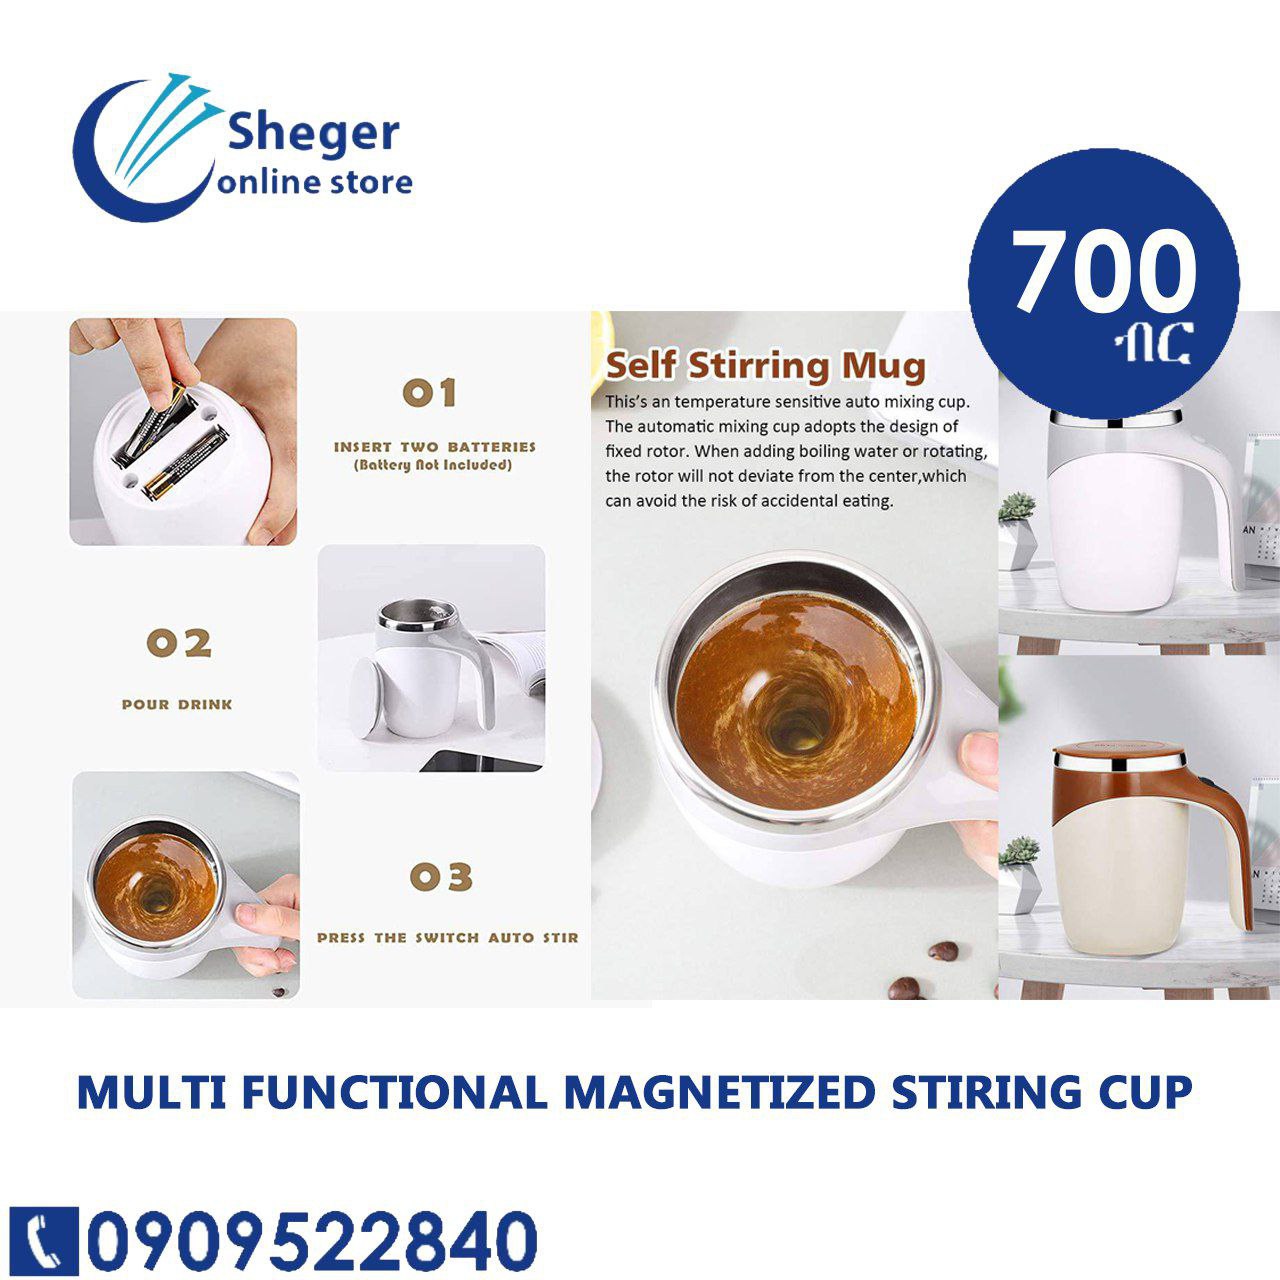 Sheger
online store
700
ብር
01
INSERT TWO BATTERIES
(Battery Not Included)
02
POUR DRINK
03
PRESS THE SWITCH AUTO STIR
Self Stirring Mug
This's an temperature sensitive auto mixing cup.
The automatic mixing cup adopts the design of
fixed rotor. When adding boiling water or rotating,
the rotor will not deviate from the center,which
can avoid the risk of accidental eating.
MULTI FUNCTIONAL MAGNETIZED STIRING CUP
0909522840